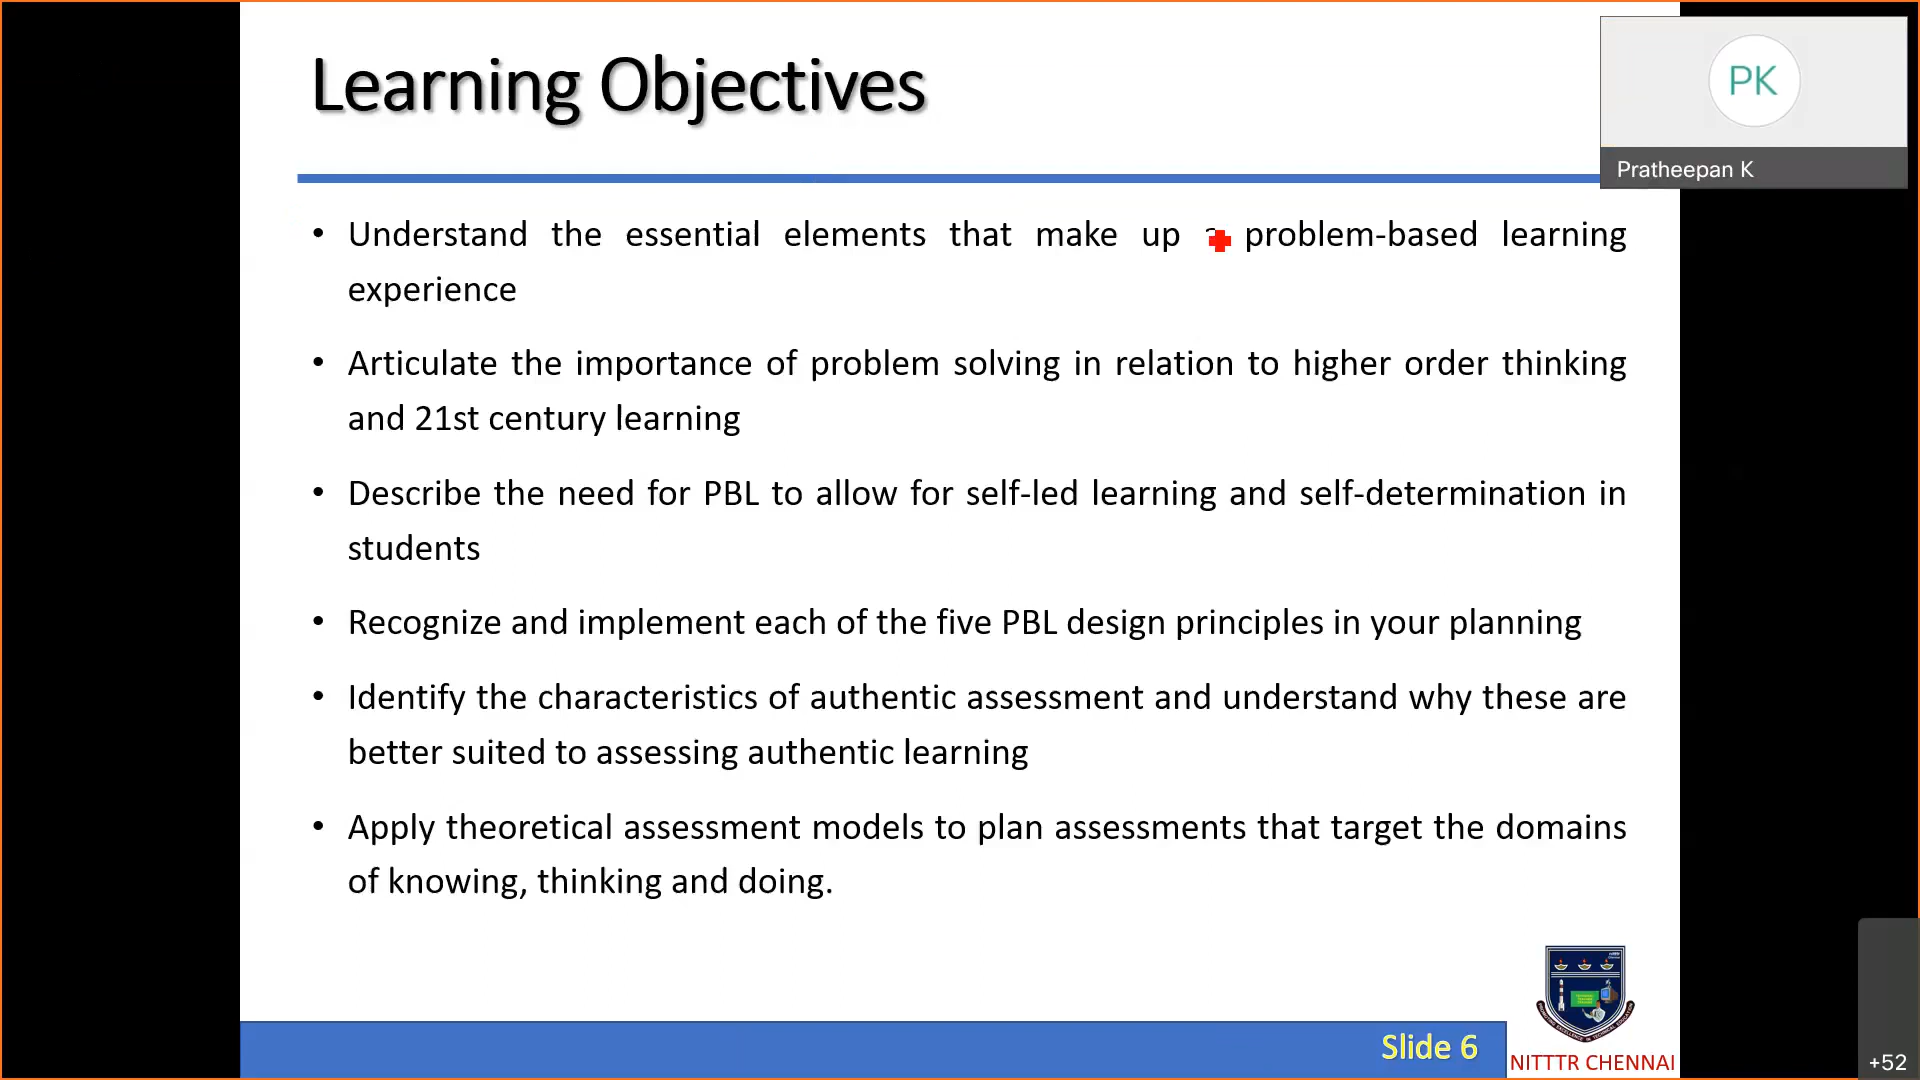 Learning Objectives
PK
Pratheepan K
• Understand the essential elements that make up problem-based learning
experience
• Articulate the importance of problem solving in relation to higher order thinking
and 21st century learning
• Describe the need for PBL to allow for self-led learning and self-determination in
students
• Recognize and implement each of the five PBL design principles in your planning
• Identify the characteristics of authentic assessment and understand why these are
better suited to assessing authentic learning
• Apply theoretical assessment models to plan assessments that target the domains
of knowing, thinking and doing.
Slide 6
NITTTR CHENNAI
+52